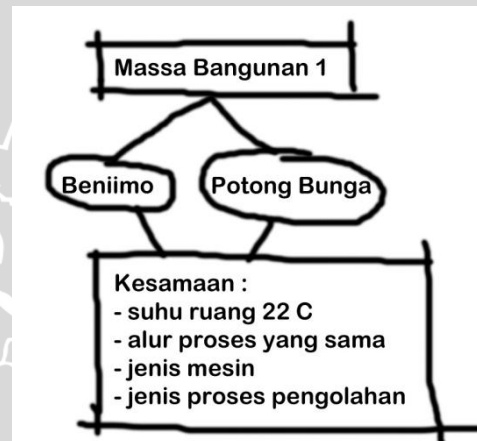 Massa Bangunan 1
Beniimo
Potong Bunga
Kesamaan :
- suhu ruang 22 C
- alur proses yang sama
- jenis mesin
- jenis proses pengolahan